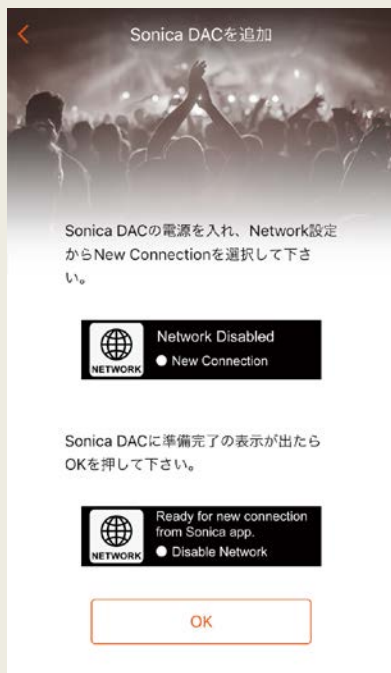 Sonica DACを追加
Sonica DACの電源を入れ、Network設定
からNew Connectionを選択して下さ
い。
Network Disabled
New Connection
NETWORK
Sonica DACに準備完了の表示が出たら
OKを押して下さい。
Ready for new connection
from Sonica app.
Disable Network
NETWORK
OK